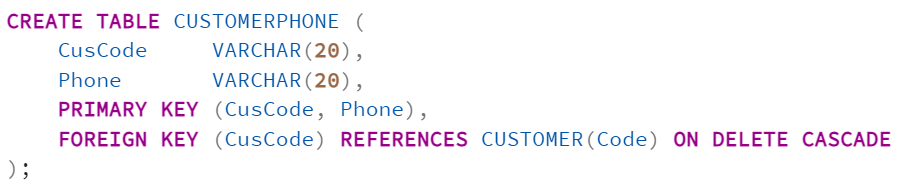 CREATE TABLE CUSTOMERPHONE (
    CusCode     VARCHAR(20),
    Phone       VARCHAR(20),
    PRIMARY KEY (CusCode, Phone),
    FOREIGN KEY (CusCode) REFERENCES CUSTOMER(Code) ON DELETE CASCADE
);